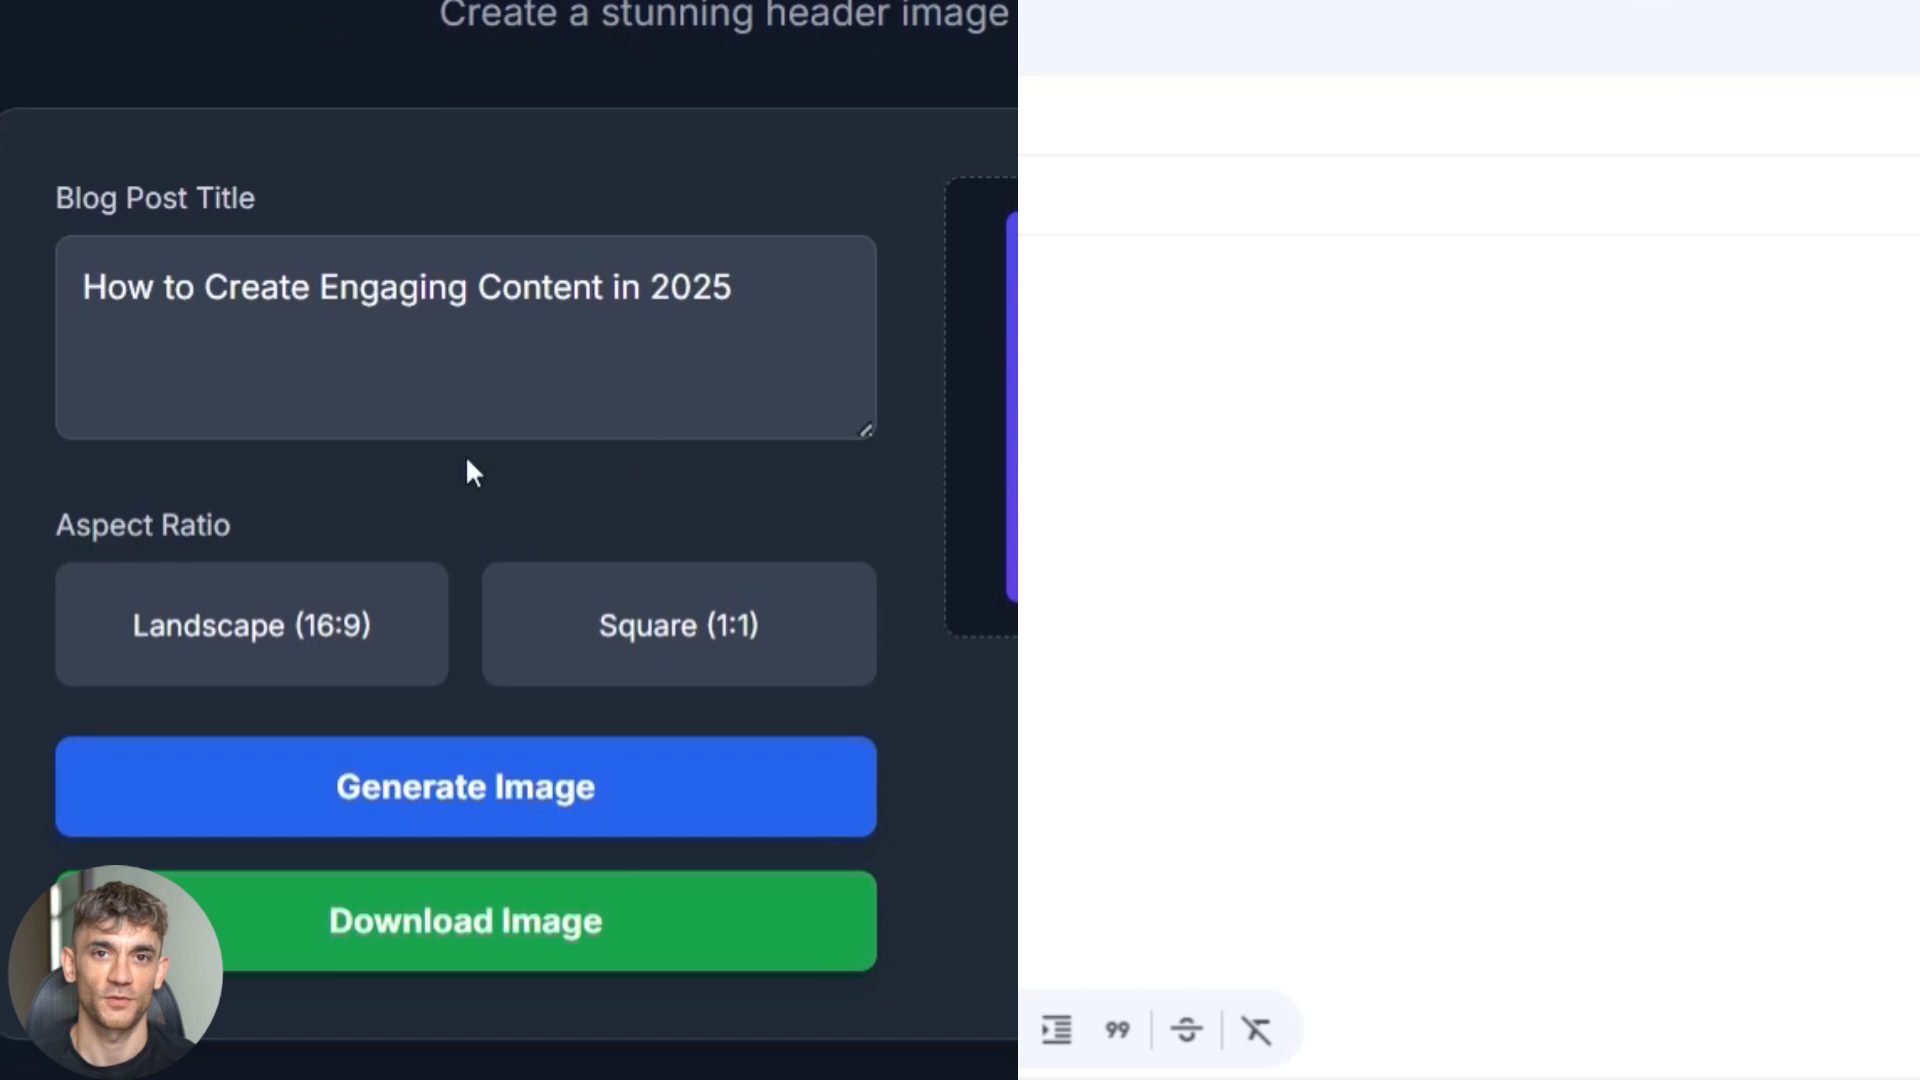 Create a stunning header image
Blog Post Title
How to Create Engaging Content in 2025
Aspect Ratio
Landscape (16:9)
Square (1:1)
Generate Image
Download Image